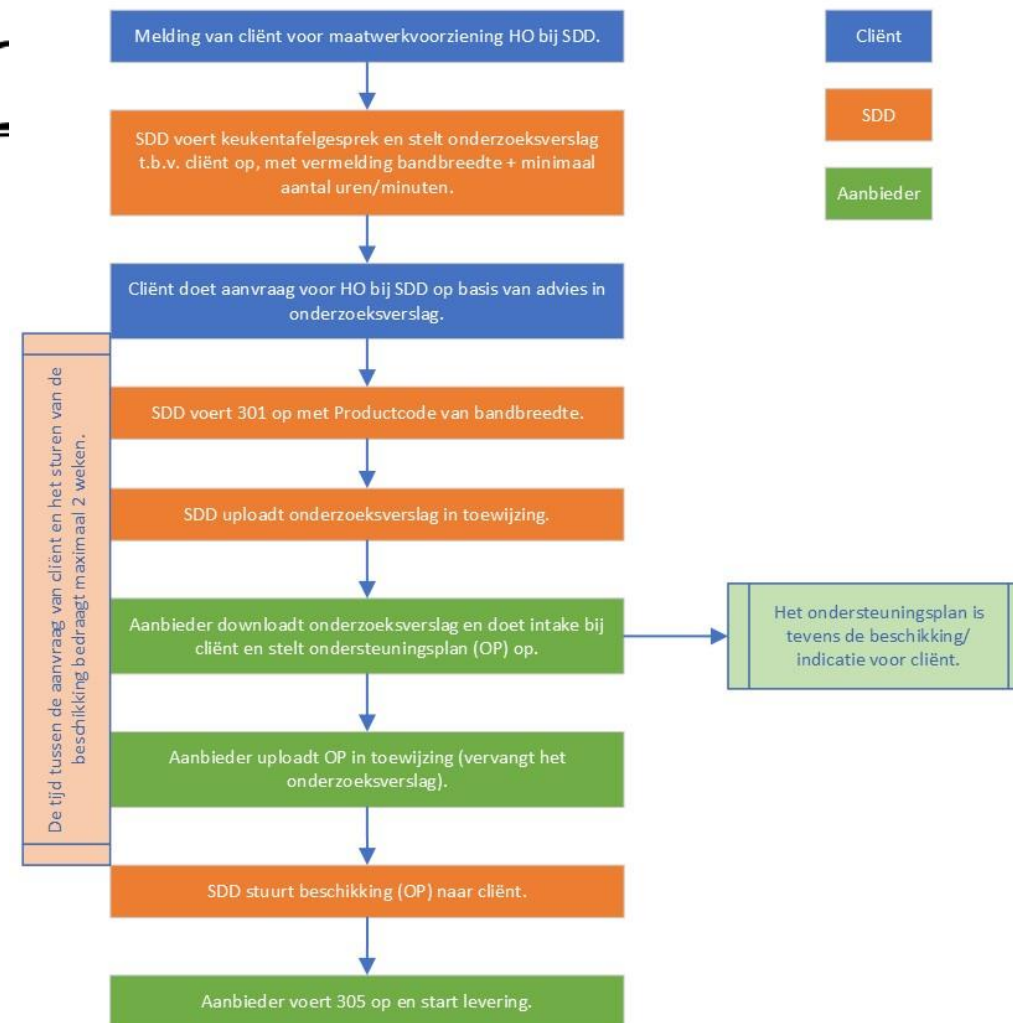 Melding van cliënt voor maatwerkvoorziening HO bij SDD.
Cliënt
SDD
Aanbieder
SDD voert keukentafelgesprek en stelt onderzoeksverslag
t.b.v. cliënt op, met vermelding bandbreedte + minimaal
aantal uren/minuten.
Cliënt doet aanvraag voor HO bij SDD op basis van advies in
onderzoeksverslag.
De tijd tussen de aanvraag van cliënt en het sturen van de
beschikking bedraagt maximaal 2 weken.
SDD voert 301 op met Productcode van bandbreedte.
SDD uploadt onderzoeksverslag in toewijzing.
Aanbieder downloadt onderzoeksverslag en doet intake bij
cliënt en stelt ondersteuningsplan (OP) op.
Het ondersteuningsplan is
tevens de beschikking/
indicatie voor cliënt.
Aanbieder uploadt OP in toewijzing (vervangt het
onderzoeksverslag).
SDD stuurt beschikking (OP) naar cliënt.
Aanbieder voert 305 op en start levering.